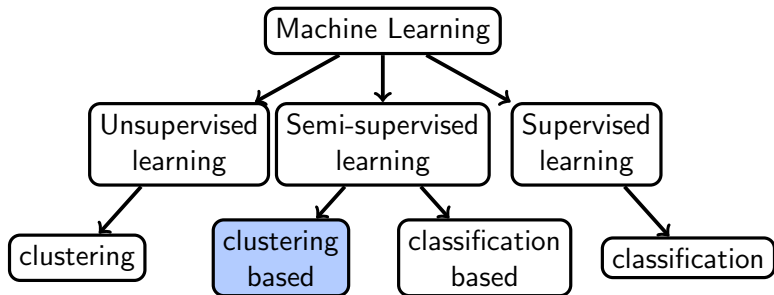 Machine Learning
Unsupervised
learning
Semi-supervised
learning
Supervised
learning
clustering
clustering
based
classification
based
classification